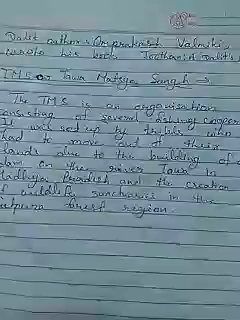 Dalit author : Omprakash Valmiki
wrote his book Joothan : A Dalit's
TMS or Tawa Matsya Sangh →
The TMS is an organisation
consisting of several fishing cooper
It was set up by tribals who
had to move out of their
lands due to the building of
dam on the river Tawa in
Madhya Pradesh and the creation
of wildlife sanctuaries in the
Satpura forest region.